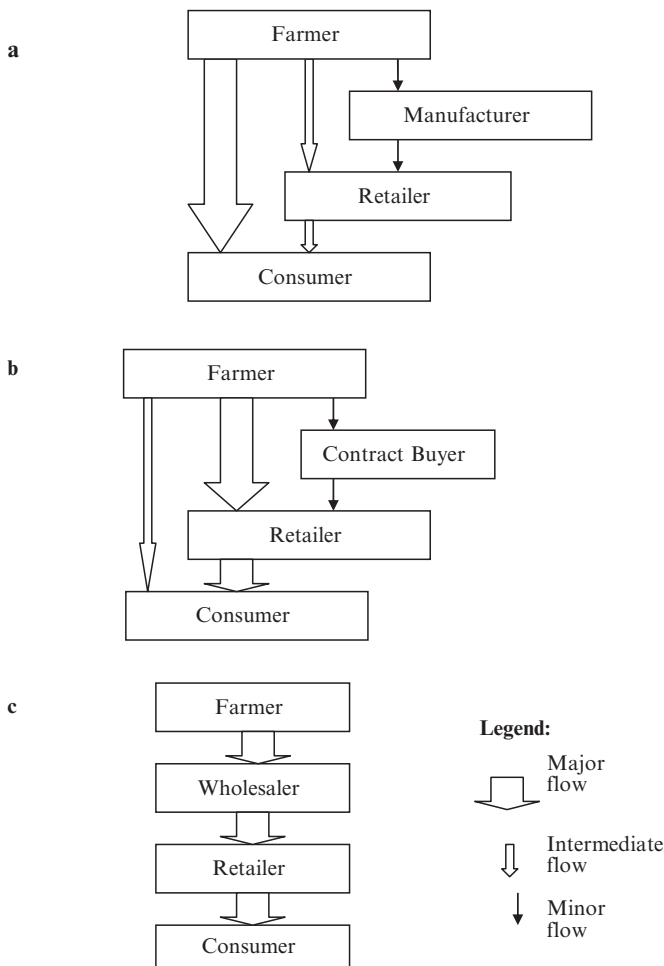 a
Farmer
Manufacturer
Retailer
Consumer
b
Farmer
Contract Buyer
Retailer
Consumer
c
Farmer
Wholesaler
Retailer
Consumer
Legend:
Major
flow
Intermediate
flow
Minor
flow